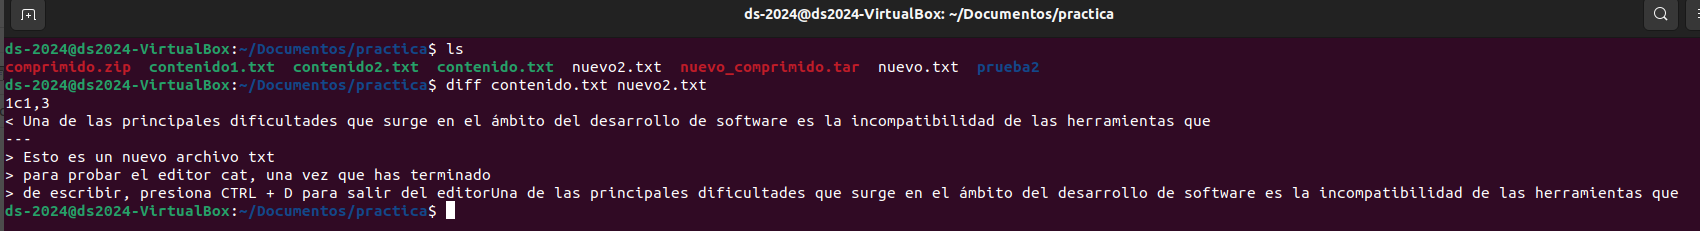 ds-2024@ds2024-VirtualBox: ~/Documentos/practica
ds-2024@ds2024-VirtualBox:~/Documentos/practica$ ls
comprimido.zip  contenido1.txt  contenido2.txt  contenido.txt  nuevo2.txt  nuevo_comprimido.tar  nuevo.txt  prueba2
ds-2024@ds2024-VirtualBox:~/Documentos/practica$ diff contenido.txt nuevo2.txt
1c1,3
< Una de las principales dificultades que surge en el ámbito del desarrollo de software es la incompatibilidad de las herramientas que
---
> Esto es un nuevo archivo txt
> para probar el editor cat, una vez que has terminado
> de escribir, presiona CTRL + D para salir del editorUna de las principales dificultades que surge en el ámbito del desarrollo de software es la incompatibilidad de las herramientas que
ds-2024@ds2024-VirtualBox:~/Documentos/practica$